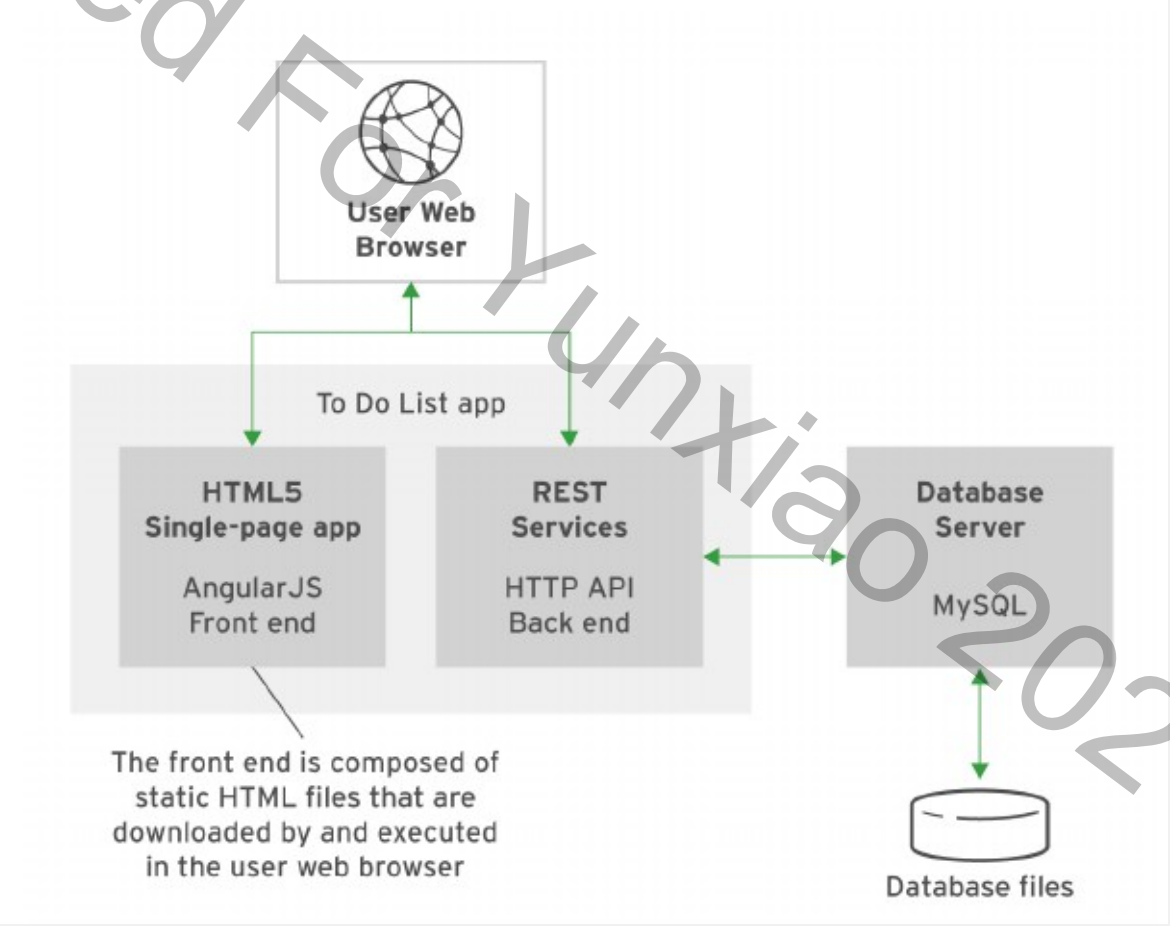 ed For Yunxiao 202
User Web
Browser
To Do List app
HTML5
Single-page app
AngularJS
Front end
REST
Services
HTTP API
Back end
Database
Server
MySQL
The front end is composed of
static HTML files that are
downloaded by and executed
in the user web browser
Database files